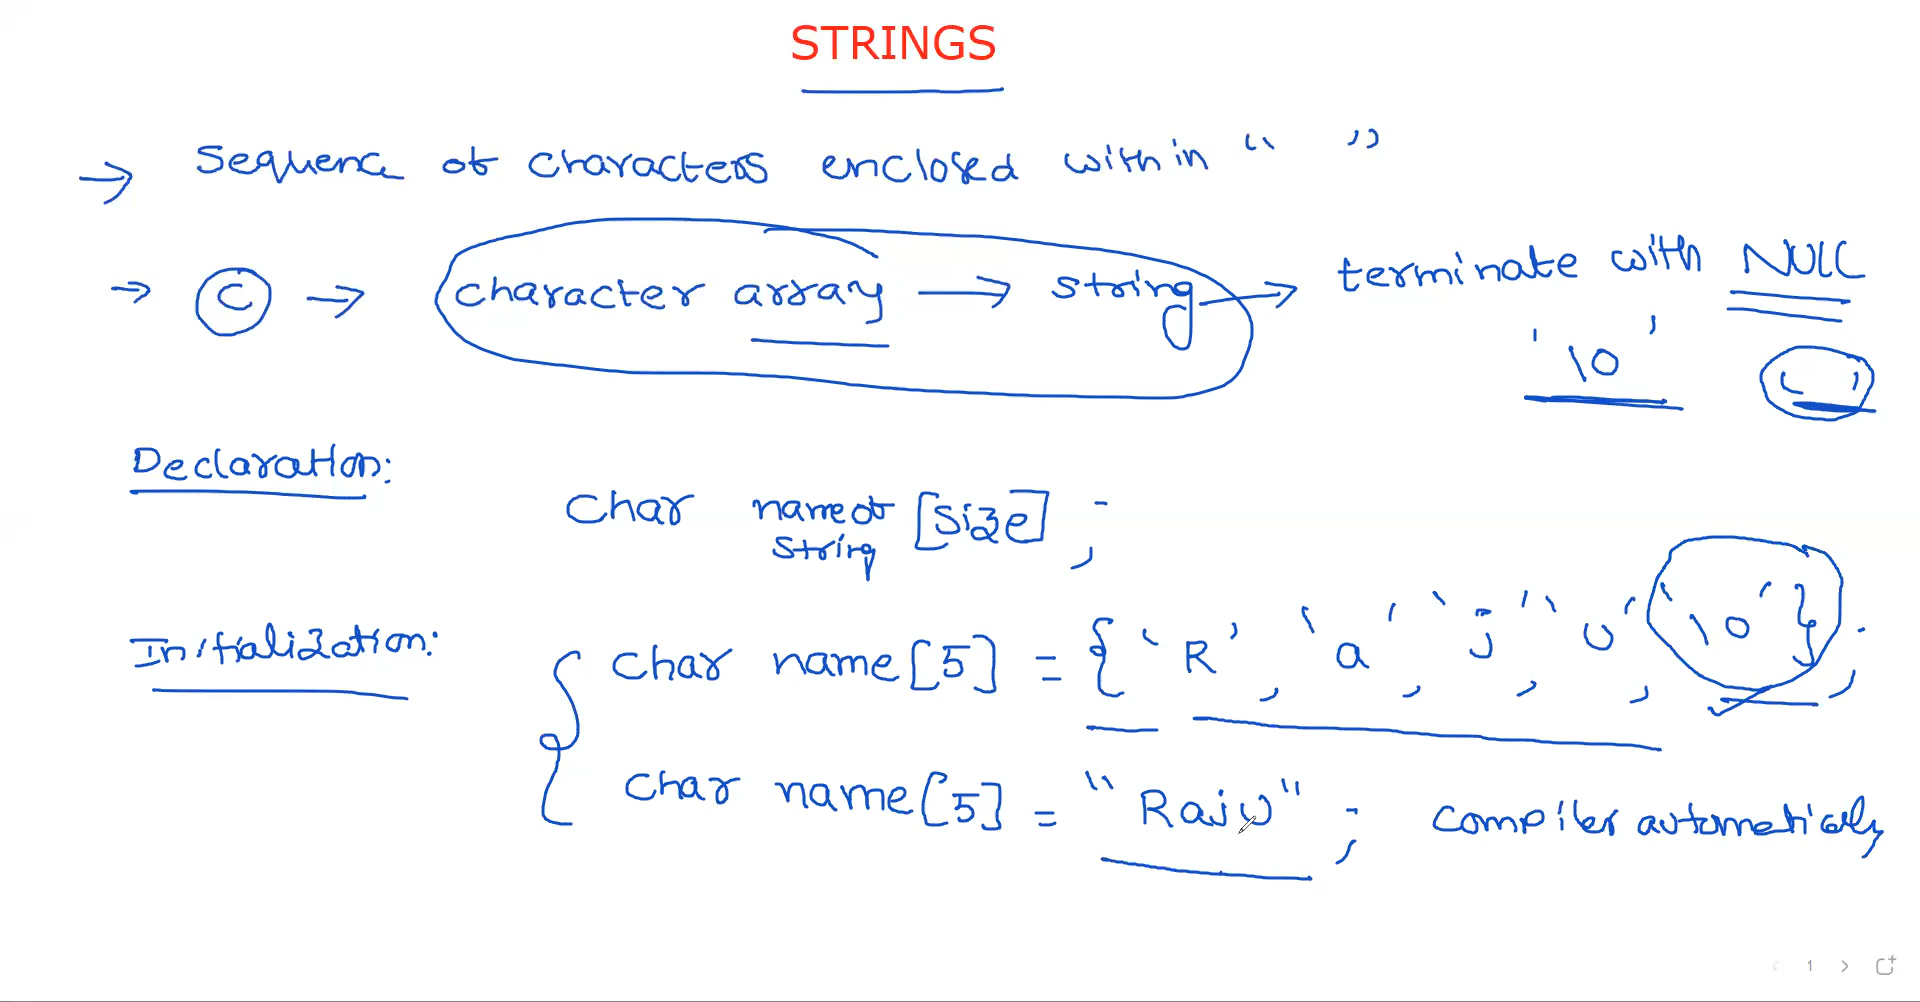 STRINGS
→ Sequence of characters enclosed within " "
→ C → character array → string → terminate with NULL
'\0'
Declaration:
char name of string [size] ;
Initialization:
char name[5] = {'R', 'a', 'j', 'u', '\0'} ;
char name[5] = "Raju" ; compiler automatically
1